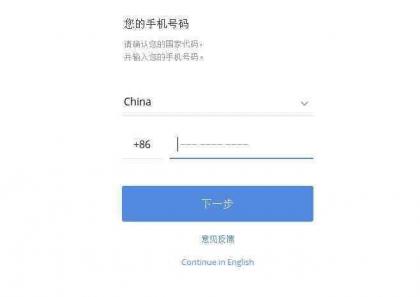 您的手机号码
请确认您的国家代码，
并输入您的手机号码。
China
+86 --- ---- ----
下一步
意见反馈
Continue in English